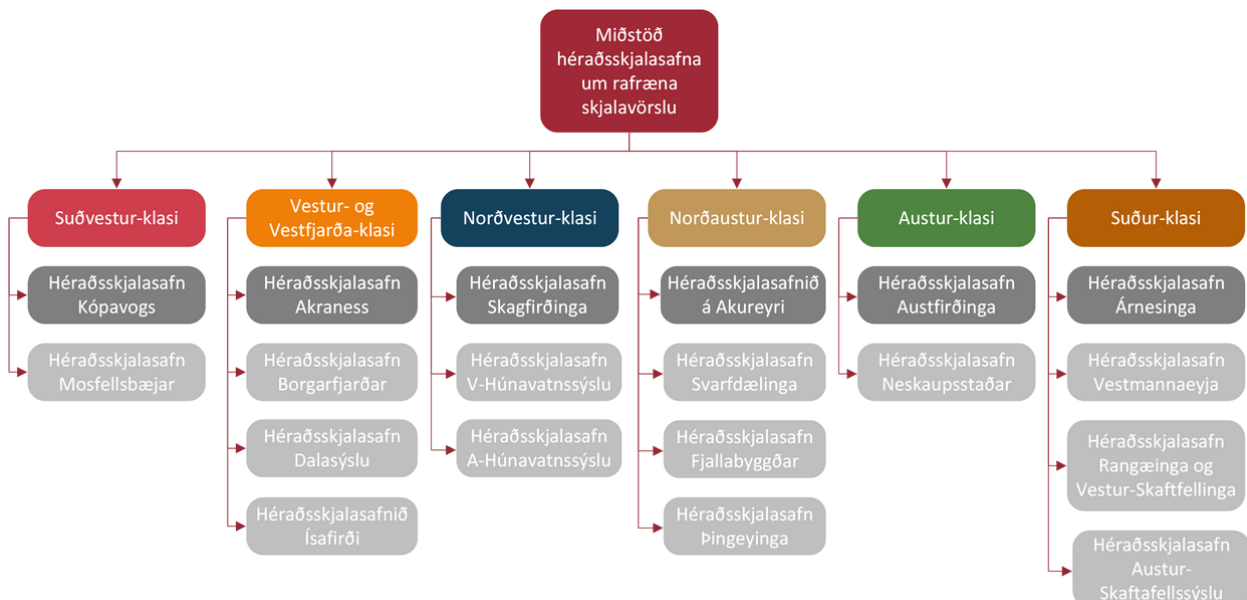 Miðstöð
héraðsskjalasafna
um rafræna
skjalavörslu
Suðvestur-klasi
Héraðsskjalasafn
Kópavogs
Héraðsskjalasafn
Mosfellsbæjar
Vestur- og
Vestfjarða-klasi
Héraðsskjalasafn
Akraness
Héraðsskjalasafn
Borgarfjarðar
Héraðsskjalasafn
Dalasýslu
Héraðsskjalasafnið
Ísafirði
Norðvestur-klasi
Héraðsskjalasafn
Skagfirðinga
Héraðsskjalasafn
V-Húnavatnssýslu
Héraðsskjalasafn
A-Húnavatnssýslu
Norðaustur-klasi
Héraðsskjalasafnið
á Akureyri
Héraðsskjalasafn
Svarfdælinga
Héraðsskjalasafn
Fjallabyggðar
Héraðsskjalasafn
Þingeyinga
Austur-klasi
Héraðsskjalasafn
Austfirðinga
Héraðsskjalasafn
Neskaupsstaðar
Suður-klasi
Héraðsskjalasafn
Árnesinga
Héraðsskjalasafn
Vestmannaeyja
Héraðsskjalasafn
Rangæinga og
Vestur-Skaftfellinga
Héraðsskjalasafn
Austur-
Skaftafellssýslu